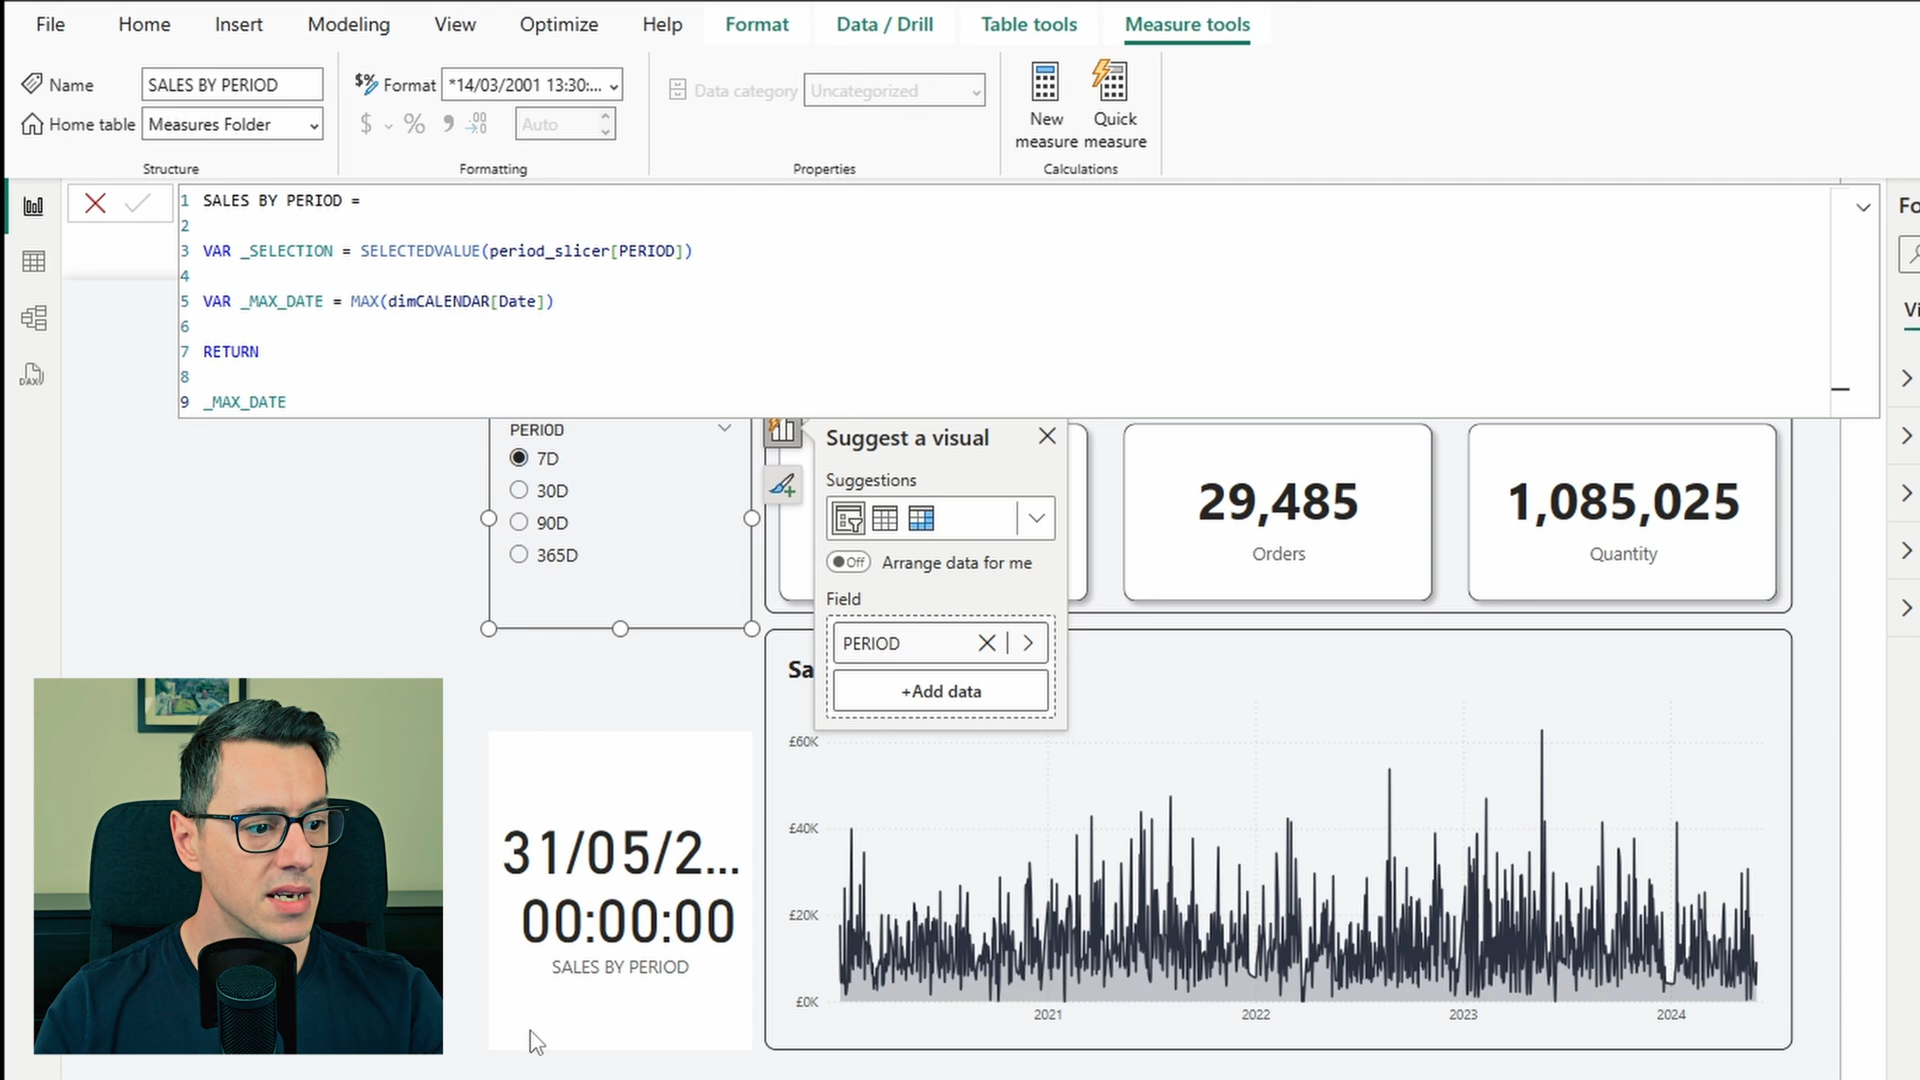 File Home Insert Modeling View Optimize Help Format Data / Drill Table tools Measure tools
Name SALES BY PERIOD
Home table Measures Folder
Structure
Format *14/03/2001 13:30:...
$ % , .00
Auto
Formatting
Data category Uncategorized
Properties
New measure
Quick measure
Calculations
DAX
1 SALES BY PERIOD =
2
3 VAR _SELECTION = SELECTEDVALUE(period_slicer[PERIOD])
4
5 VAR _MAX_DATE = MAX(dimCALENDAR[Date])
6
7 RETURN
8
9 _MAX_DATE
Fo
Vi
PERIOD
7D
30D
90D
365D
Suggest a visual
Suggestions
Off Arrange data for me
Field
PERIOD
+Add data
29,485
Orders
1,085,025
Quantity
31/05/2...
00:00:00
SALES BY PERIOD
Sa
£60K
£40K
£20K
£0K
2021 2022 2023 2024